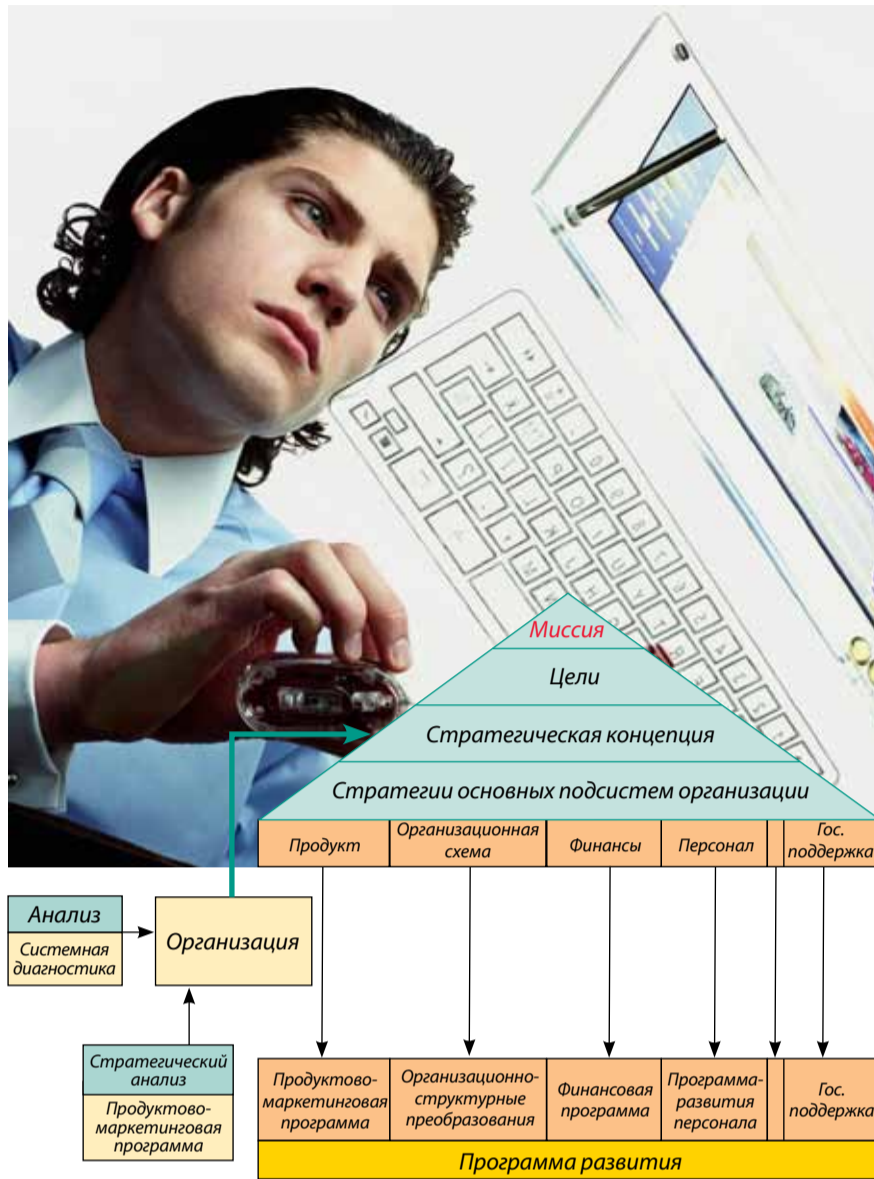 Миссия
Цели
Стратегическая концепция
Стратегии основных подсистем организации
Продукт
Организационная
схема
Финансы
Персонал
Гос.
поддержка
Анализ
Системная
диагностика
Организация
Стратегический
анализ
Продуктово-
маркетинговая
программа
Продуктово-
маркетинговая
программа
Организационно-
структурные
преобразования
Финансовая
программа
Программа-
развития
персонала
Гос.
поддержка
Программа развития